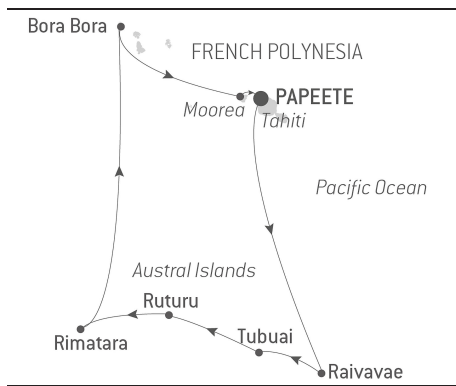 Bora Bora
FRENCH POLYNESIA
PAPEETE
Moorea
Tahiti
Pacific Ocean
Austral Islands
Ruturu
Rimatara
Tubuai
Raivavae